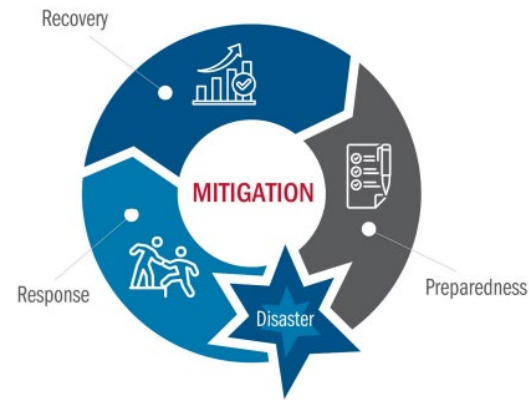 Recovery
MITIGATION
Response
Preparedness
Disaster